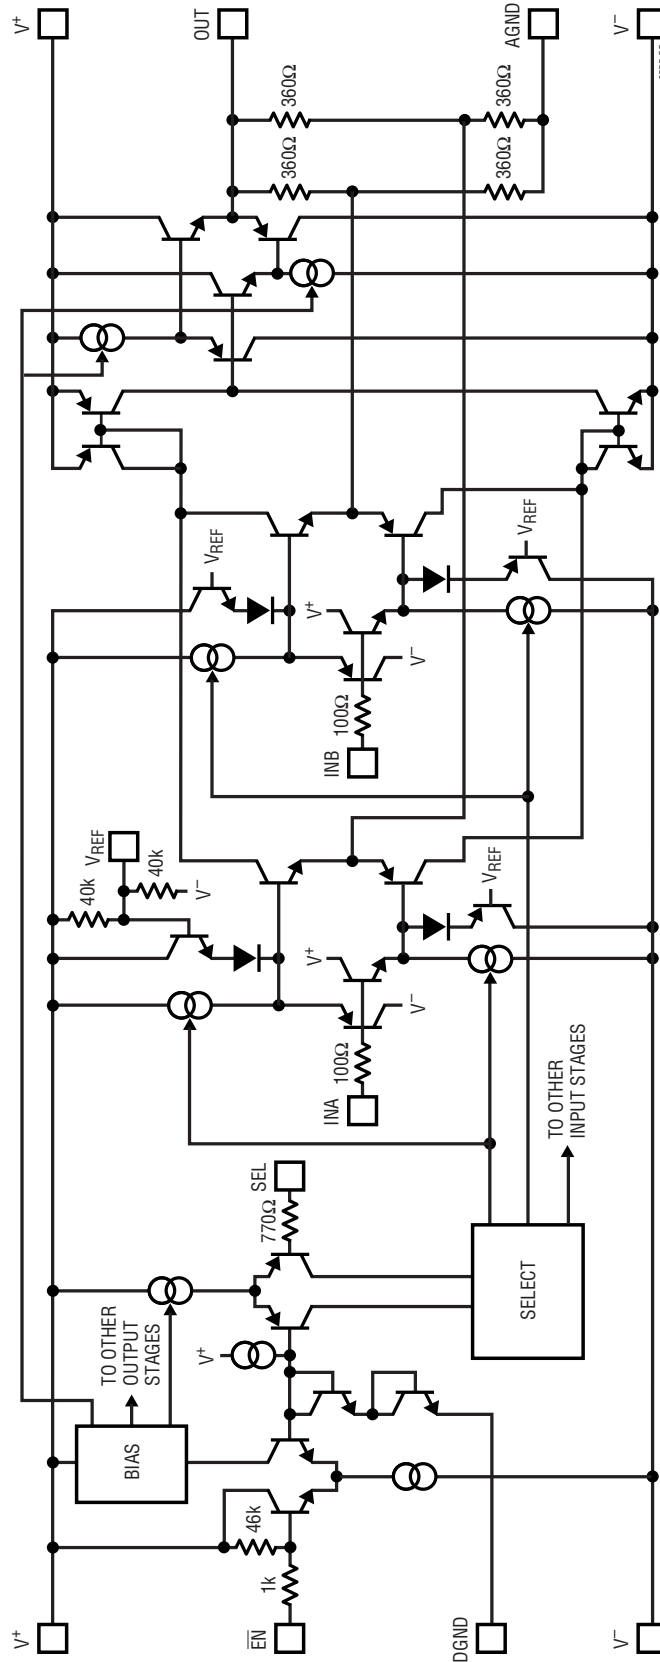 V+
V+
TO OTHER
OUTPUT
STAGES
BIAS
40k
VREF
40k
V–
V+
OUT
VREF
EN
1k
46k
770Ω
SEL
360Ω
360Ω
INA
100Ω
V+
V–
INB
100Ω
V+
V–
DGND
SELECT
VREF
VREF
360Ω
360Ω
AGND
TO OTHER
INPUT STAGES
V–
V–